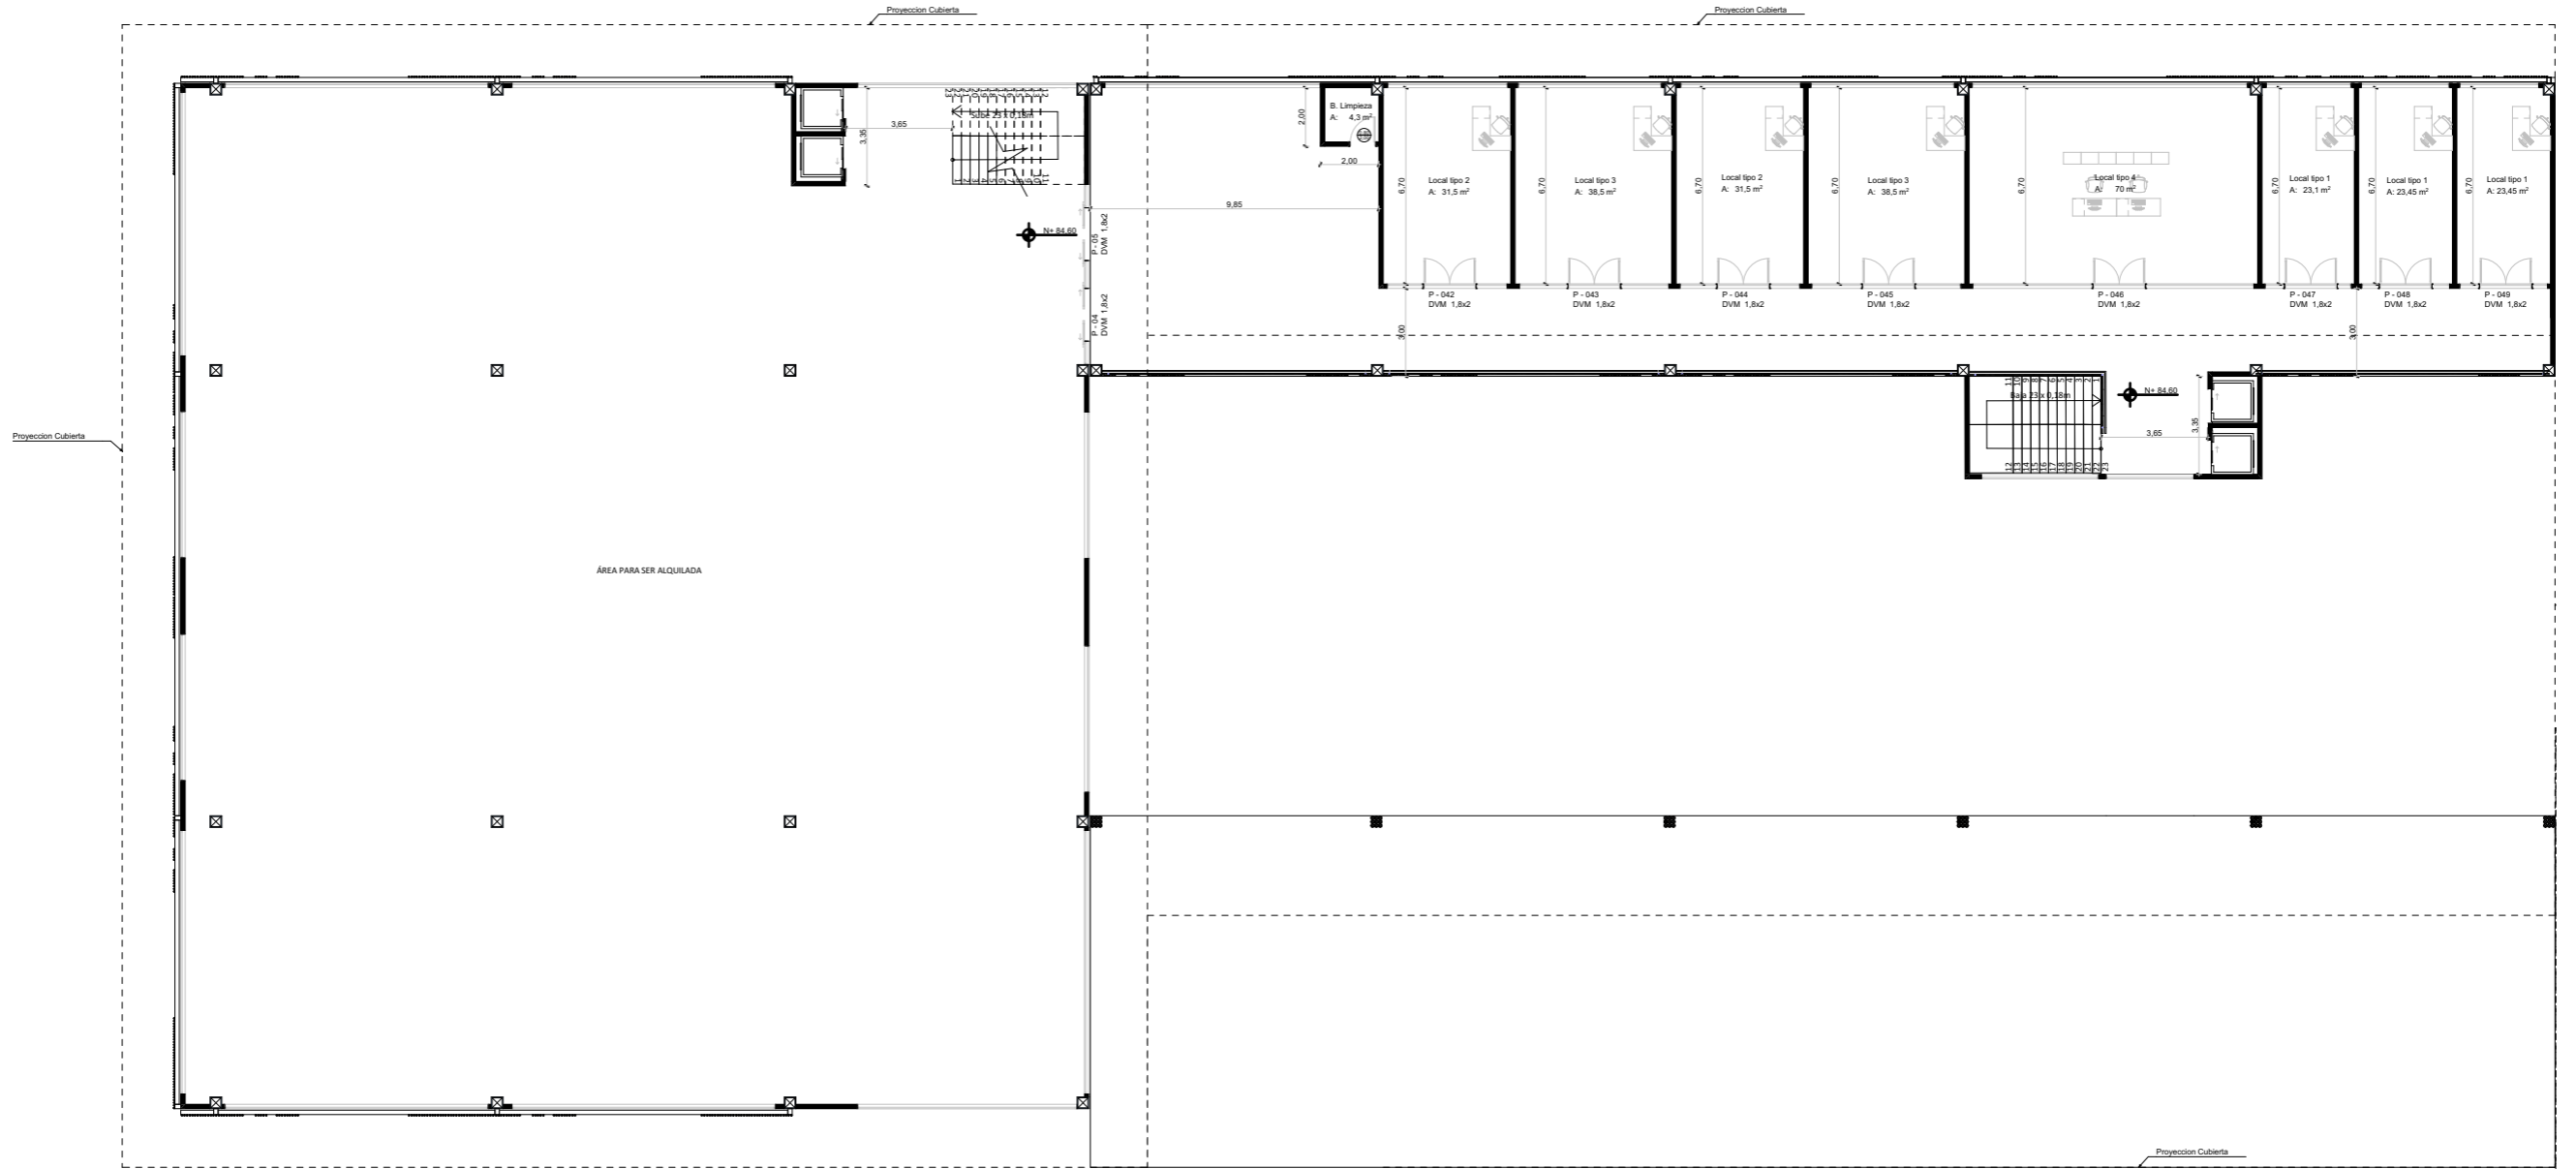 Proyeccion Cubierta
Proyeccion Cubierta
B. Limpieza
A: 4,3 m²
2,00
2,00
3,65
3,35
Sube 23 x 0,18m
9,85
N+ 84.60
P - 05
DVM 1,8x2
P - 04
DVM 1,8x2
6,70
Local tipo 2
A: 31,5 m²
6,70
Local tipo 3
A: 38,5 m²
6,70
Local tipo 2
A: 31,5 m²
6,70
Local tipo 3
A: 38,5 m²
6,70
Local tipo 4
A: 70 m²
6,70
Local tipo 1
A: 23,1 m²
6,70
Local tipo 1
A: 23,45 m²
6,70
Local tipo 1
A: 23,45 m²
P - 042
DVM 1,8x2
P - 043
DVM 1,8x2
P - 044
DVM 1,8x2
P - 045
DVM 1,8x2
P - 046
DVM 1,8x2
P - 047
DVM 1,8x2
P - 048
DVM 1,8x2
P - 049
DVM 1,8x2
3,00
3,00
Baja 23 x 0,18m
N+ 84.60
3,65
3,35
Proyeccion Cubierta
ÁREA PARA SER ALQUILADA
Proyeccion Cubierta